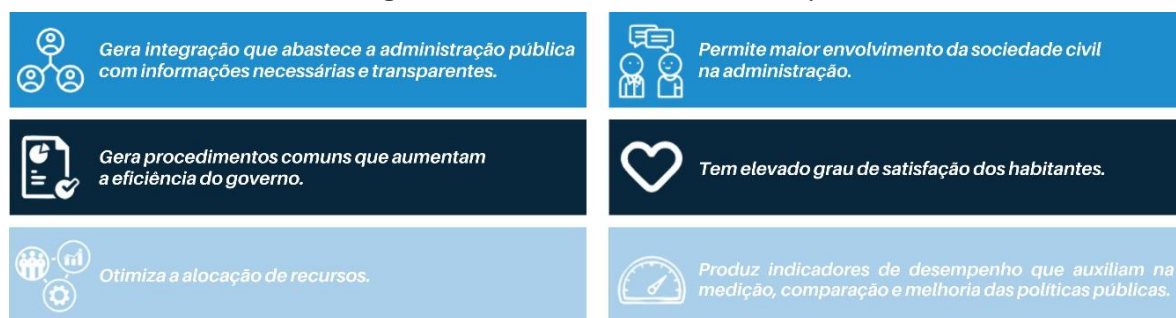 Gera integração que abastece a administração pública
com informações necessárias e transparentes.
Permite maior envolvimento da sociedade civil
na administração.
Gera procedimentos comuns que aumentam
a eficiência do governo.
Tem elevado grau de satisfação dos habitantes.
Otimiza a alocação de recursos.
Produz indicadores de desempenho que auxiliam na
medição, comparação e melhoria das políticas públicas.